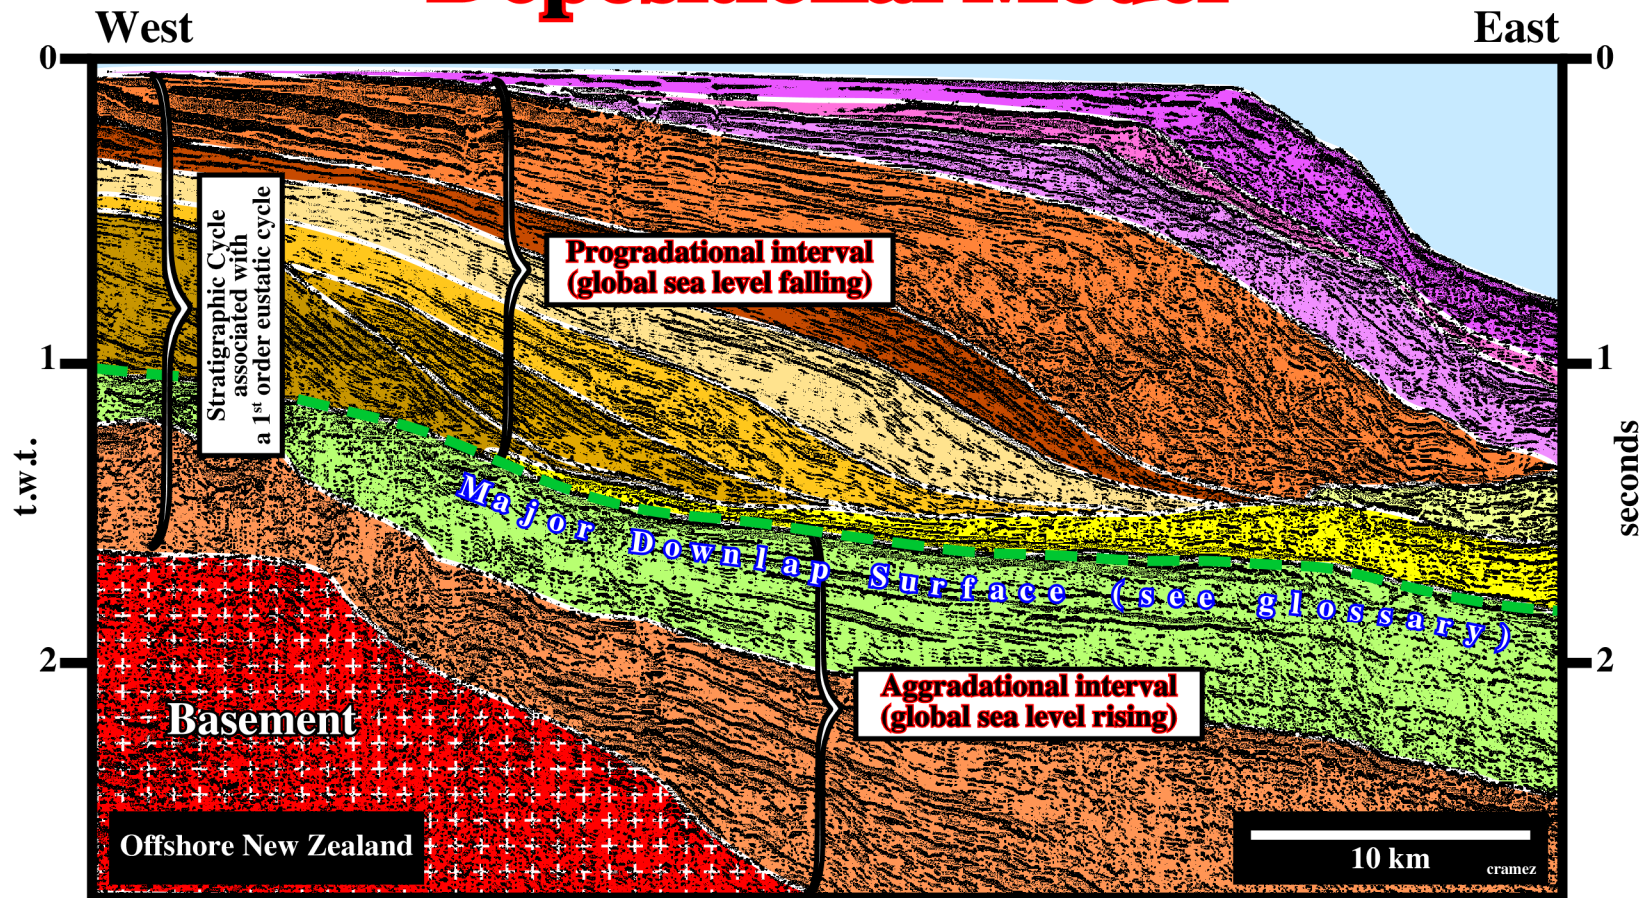 Depositional Model
West
East
0
0
Stratigraphic Cycle
associated with
a 1st order eustatic cycle
Progradational interval
(global sea level falling)
1
1
t.w.t.
seconds
Major Downlap Surface (see glossary)
2
2
Aggradational interval
(global sea level rising)
Basement
Offshore New Zealand
10 km
cramez